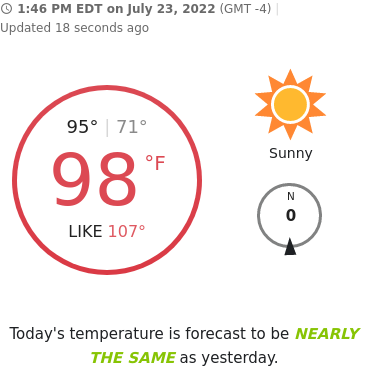 1:46 PM EDT on July 23, 2022 (GMT -4) |
Updated 18 seconds ago
95° | 71°
98 °F
LIKE 107°
Sunny
N
0
Today's temperature is forecast to be NEARLY
THE SAME as yesterday.